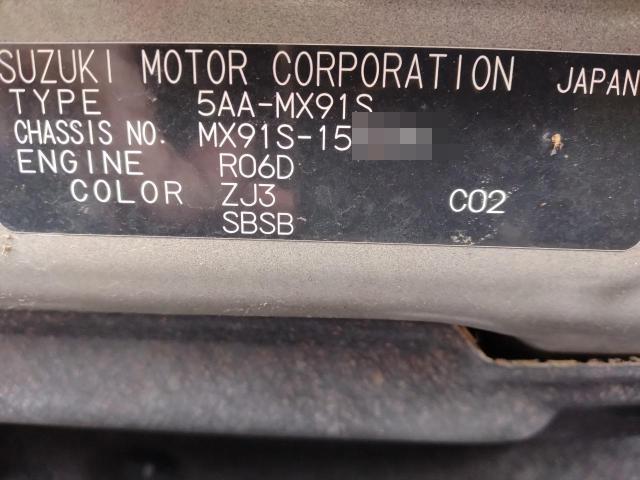 SUZUKI MOTOR CORPORATION JAPAN
TYPE 5AA-MX91S
CHASSIS NO. MX91S-15
ENGINE R06D
COLOR ZJ3 C02
SBSB